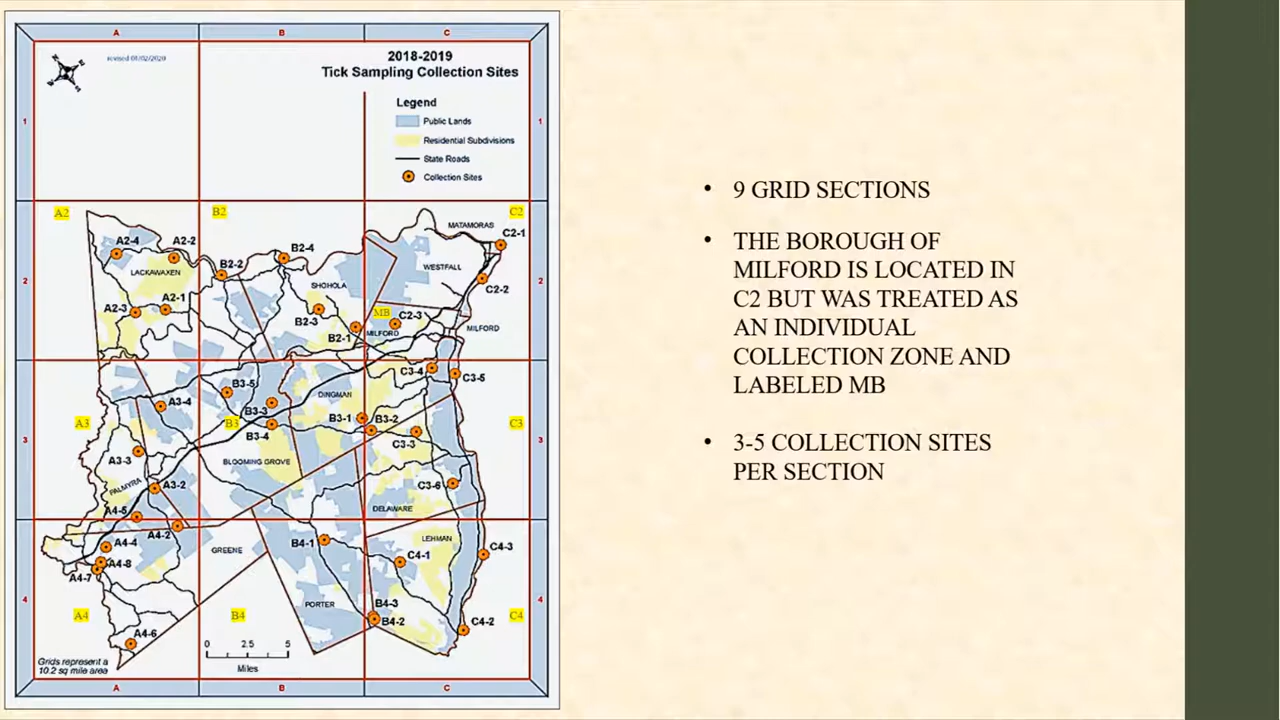 A B C
revised 01/02/2020
2018-2019
Tick Sampling Collection Sites
Legend
Public Lands
Residential Subdivisions
State Roads
Collection Sites
1 1
A2 B2 C2
MATAMORAS
C2-1
A2-4 A2-2 B2-4
B2-2
LACKAWAXEN
WESTFALL
2 2
SHOHOLA
C2-2
A2-3 A2-1
B2-3
MB C2-3
MILFORD
MILFORD
B2-1
C3-4
C3-5
B3-5
DINGMAN
A3-4
B3-3
B3-1 B3-2
A3 B3 C3
B3-4
3 3
C3-3
A3-3
BLOOMING GROVE
PALMYRA
A3-2
C3-6
A4-5
DELAWARE
A4-2
A4-4
GREENE
B4-1
LEHMAN
C4-3
C4-1
A4-8
A4-7
4 4
PORTER
B4-3
B4-2
A4 B4 C4
C4-2
A4-6
0 2.5 5
Miles
Grids represent a
10.2 sq mile area
A B C
• 9 GRID SECTIONS
• THE BOROUGH OF
MILFORD IS LOCATED IN
C2 BUT WAS TREATED AS
AN INDIVIDUAL
COLLECTION ZONE AND
LABELED MB
• 3-5 COLLECTION SITES
PER SECTION